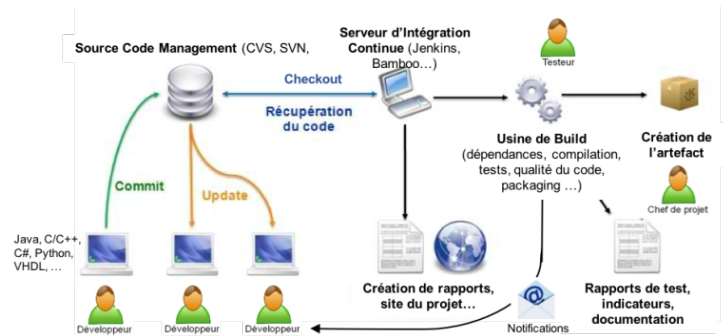 Source Code Management (CVS, SVN,
Serveur d'Intégration
Continue (Jenkins,
Bamboo…)
Testeur
Checkout
Récupération
du code
Usine de Build
(dépendances, compilation,
tests, qualité du code,
packaging …)
Création de
l'artefact
Chef de projet
Commit
Update
Java, C/C++,
C#, Python,
VHDL, …
Création de rapports,
site du projet…
Rapports de test,
indicateurs,
documentation
Notifications
Développeur
Développeur
Développeur